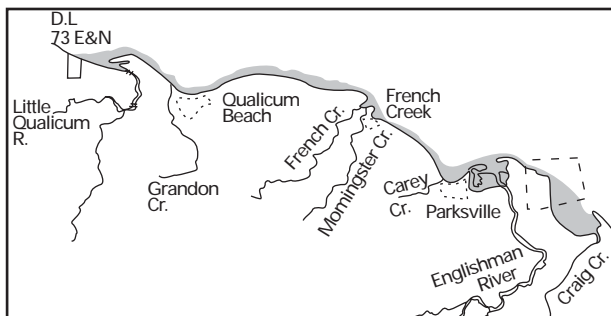 D.L
73 E&N
Little
Qualicum
R.
Grandon
Cr.
Qualicum
Beach
French Cr.
Morningster Cr.
French
Creek
Carey
Cr.
Parksville
Englishman
River
Craig Cr.